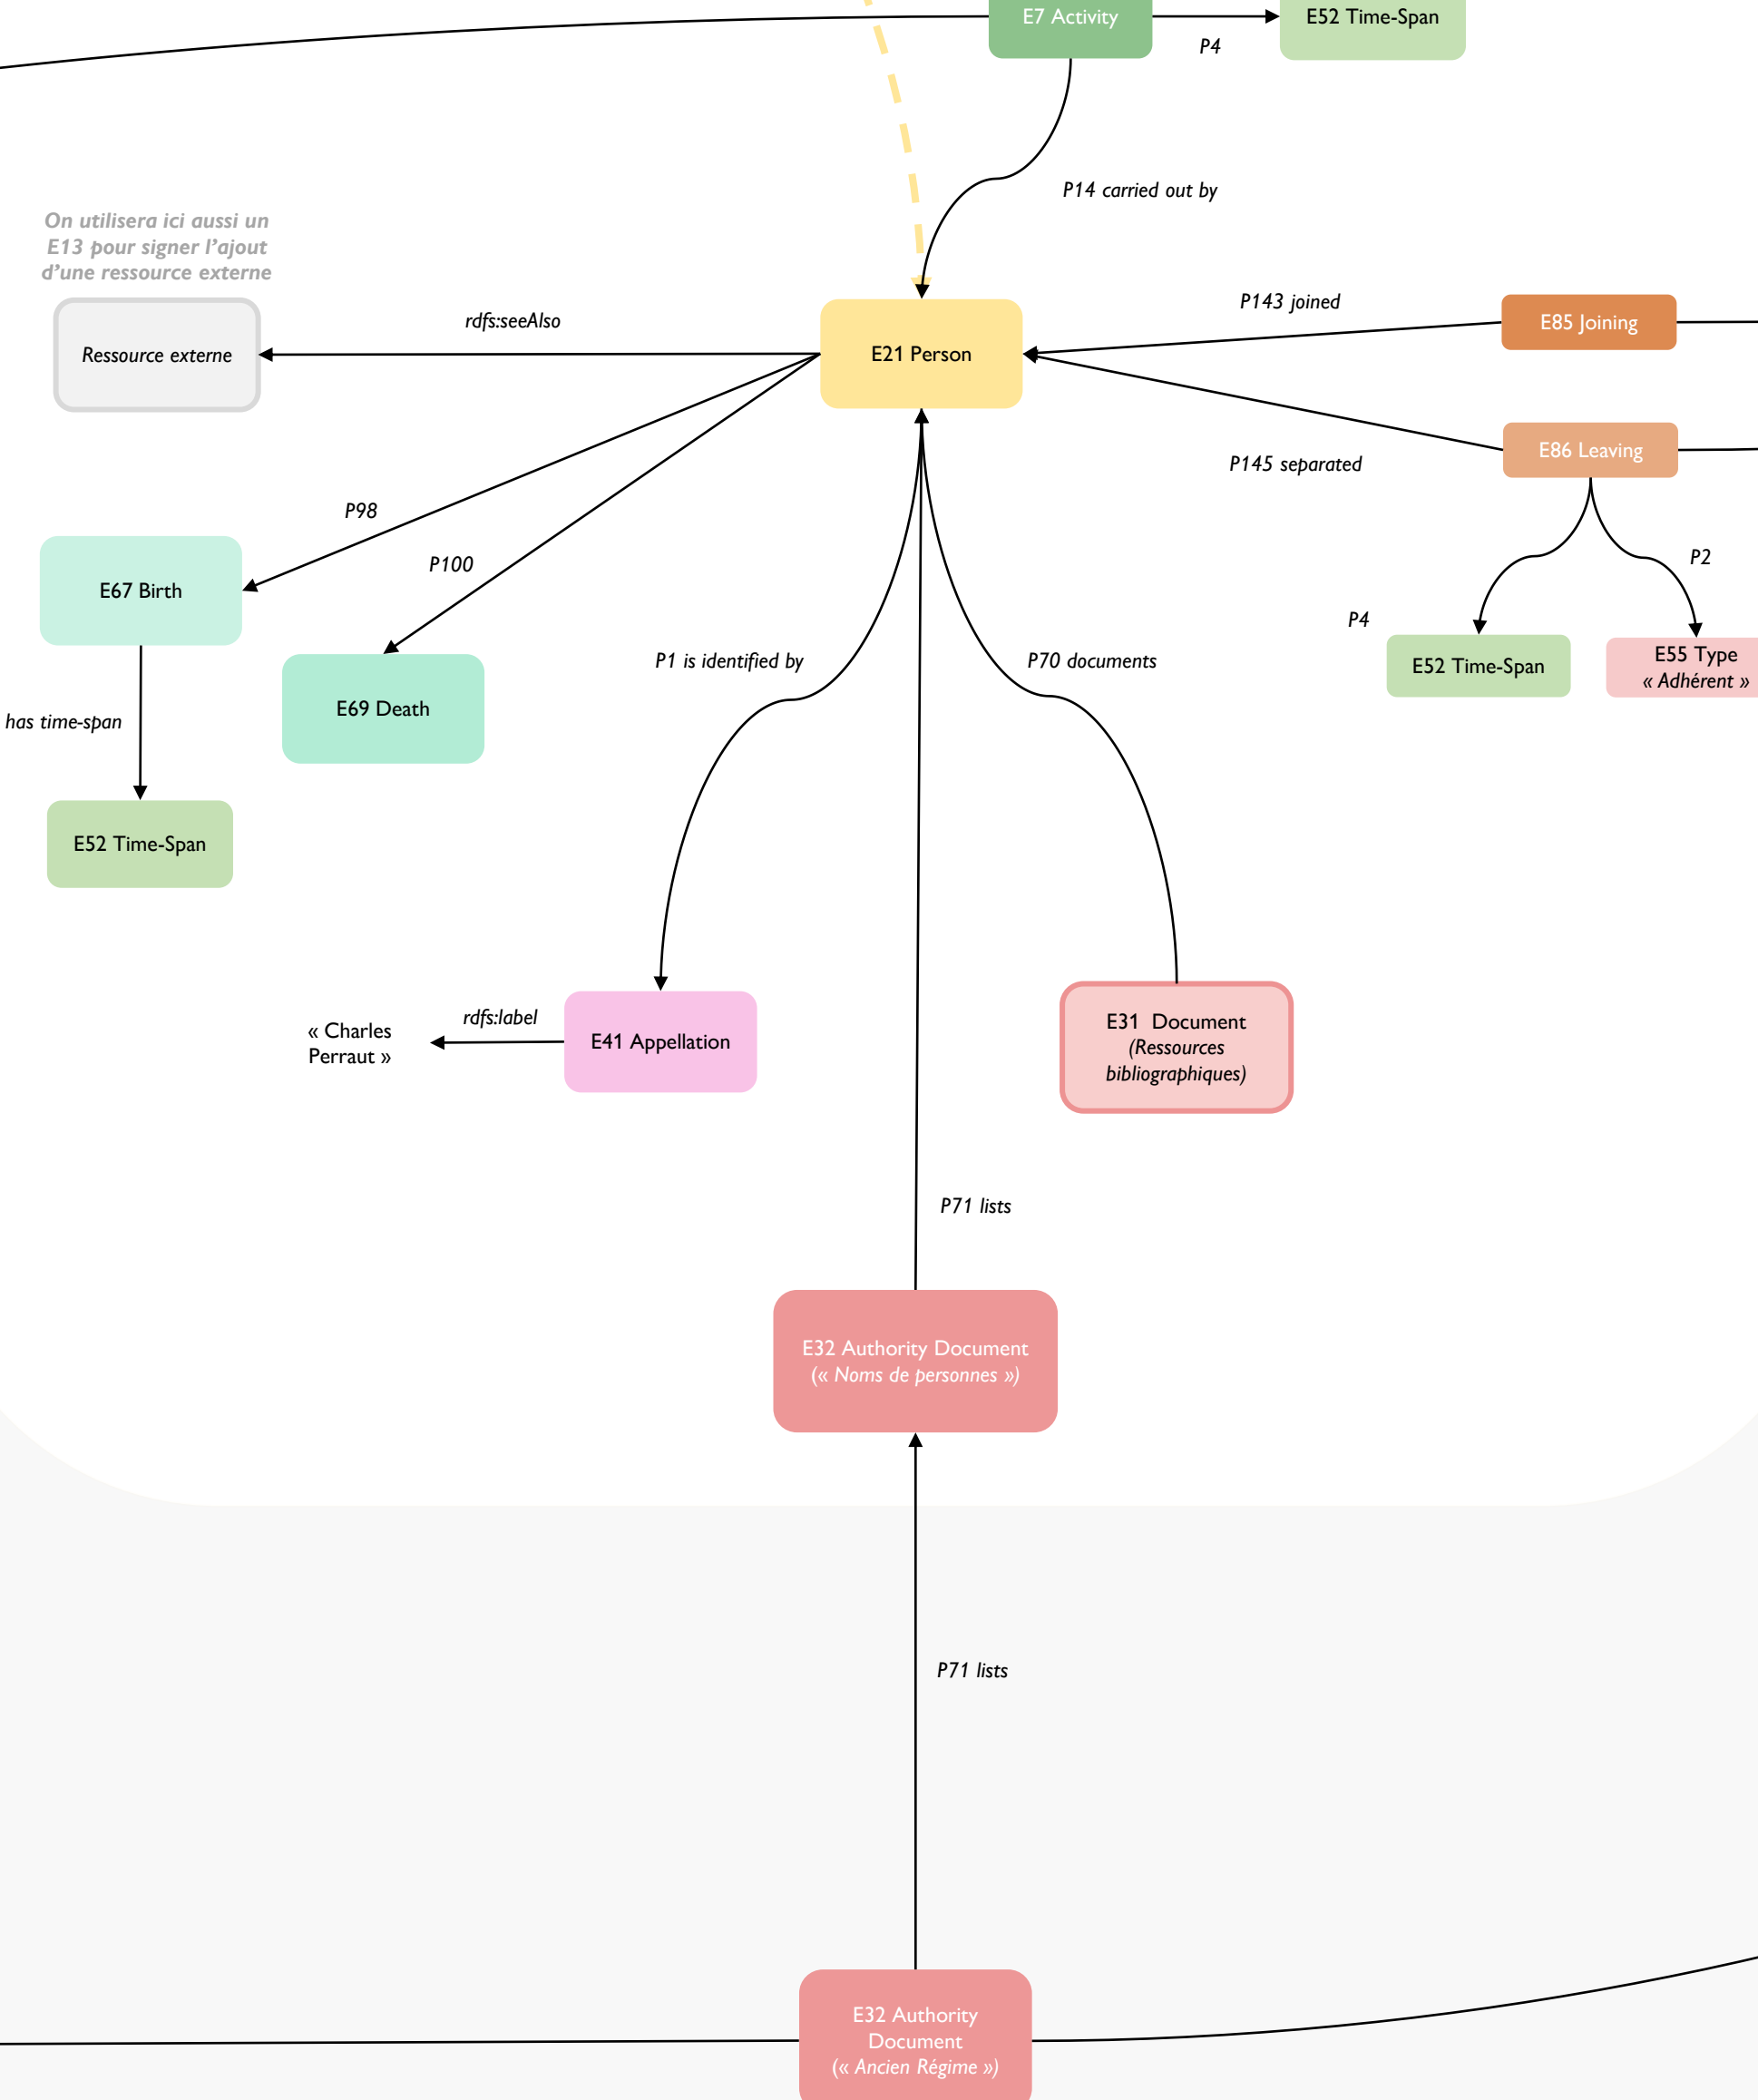 E7 Activity
E52 Time-Span
P4
P14 carried out by
On utilisera ici aussi un
E13 pour signer l'ajout
d'une ressource externe
Ressource externe
rdfs:seeAlso
E21 Person
P143 joined
E85 Joining
P145 separated
E86 Leaving
P98
P100
E67 Birth
P4
P2
E52 Time-Span
E55 Type
« Adhérent »
P1 is identified by
P70 documents
E69 Death
has time-span
E52 Time-Span
« Charles
Perraut »
rdfs:label
E41 Appellation
E31 Document
(Ressources
bibliographiques)
P71 lists
E32 Authority Document
(« Noms de personnes »)
P71 lists
E32 Authority
Document
(« Ancien Régime »)